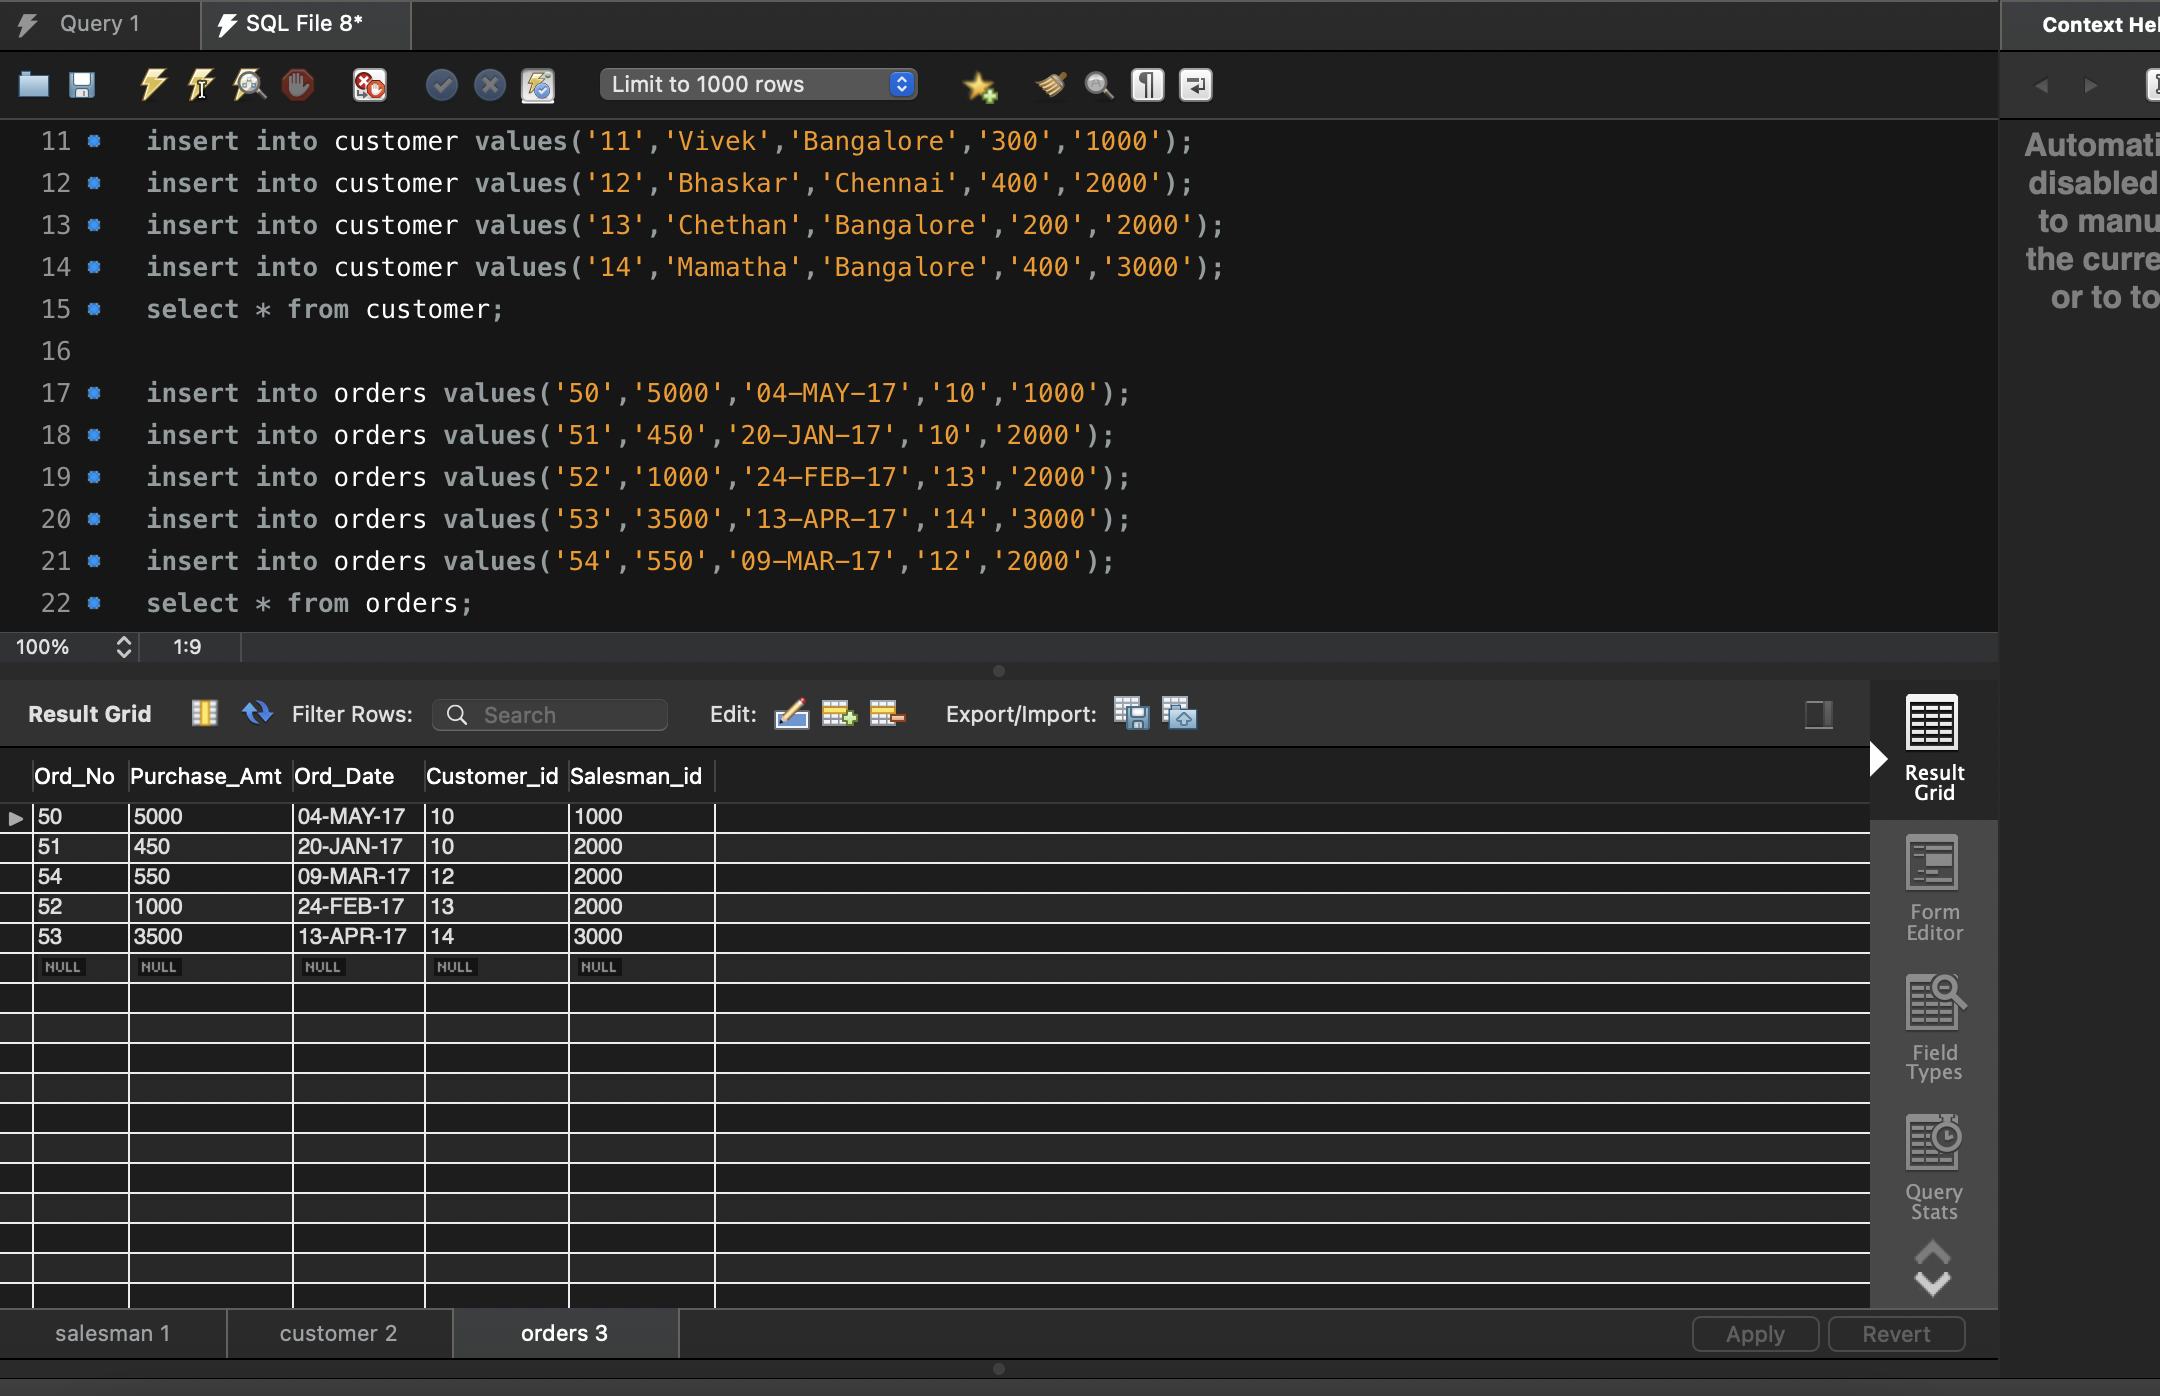 Query 1
SQL File 8*
Context Hel
Limit to 1000 rows
11 insert into customer values('11','Vivek','Bangalore','300','1000');
12 insert into customer values('12','Bhaskar','Chennai','400','2000');
13 insert into customer values('13','Chethan','Bangalore','200','2000');
14 insert into customer values('14','Mamatha','Bangalore','400','3000');
15 select * from customer;
16
17 insert into orders values('50','5000','04-MAY-17','10','1000');
18 insert into orders values('51','450','20-JAN-17','10','2000');
19 insert into orders values('52','1000','24-FEB-17','13','2000');
20 insert into orders values('53','3500','13-APR-17','14','3000');
21 insert into orders values('54','550','09-MAR-17','12','2000');
22 select * from orders;
Automati
disabled
to manu
the curre
or to to
100% 1:9
Result Grid Filter Rows: Search Edit: Export/Import:
Ord_No Purchase_Amt Ord_Date Customer_id Salesman_id
50 5000 04-MAY-17 10 1000
51 450 20-JAN-17 10 2000
54 550 09-MAR-17 12 2000
52 1000 24-FEB-17 13 2000
53 3500 13-APR-17 14 3000
NULL NULL NULL NULL NULL
Result
Grid
Form
Editor
Field
Types
Query
Stats
salesman 1 customer 2 orders 3 Apply Revert